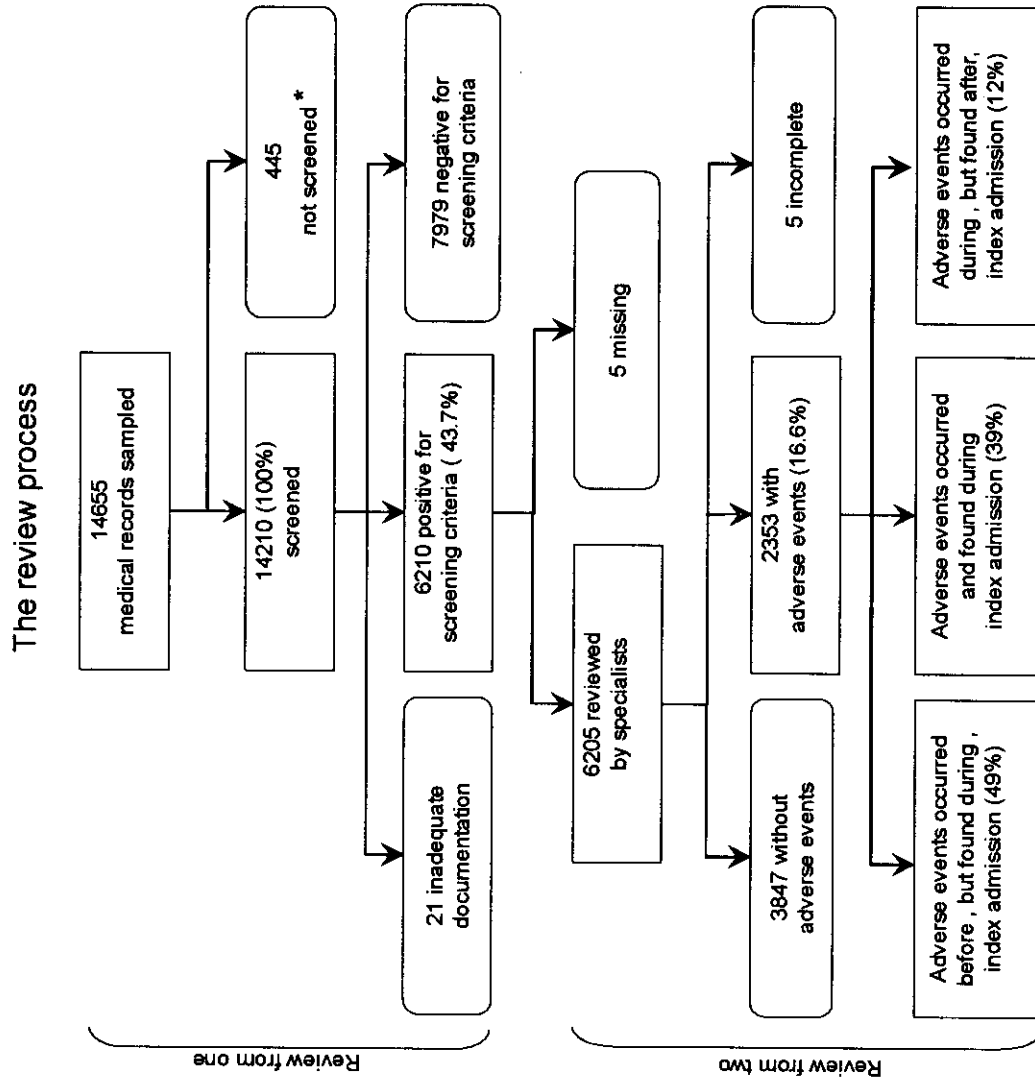 The review process
14655
medical records sampled
14210 (100%)
screened
445
not screened *
21 inadequate
documentation
6210 positive for
screening criteria ( 43.7%)
7979 negative for
screening criteria
Review from one
6205 reviewed
by specialists
5 missing
3847 without
adverse events
2353 with
adverse events (16.6%)
5 incomplete
Adverse events occurred
before , but found during ,
index admission (49%)
Adverse events occurred
and found during
index admission (39%)
Adverse events occurred
during , but found after,
index admission (12%)
Review from two